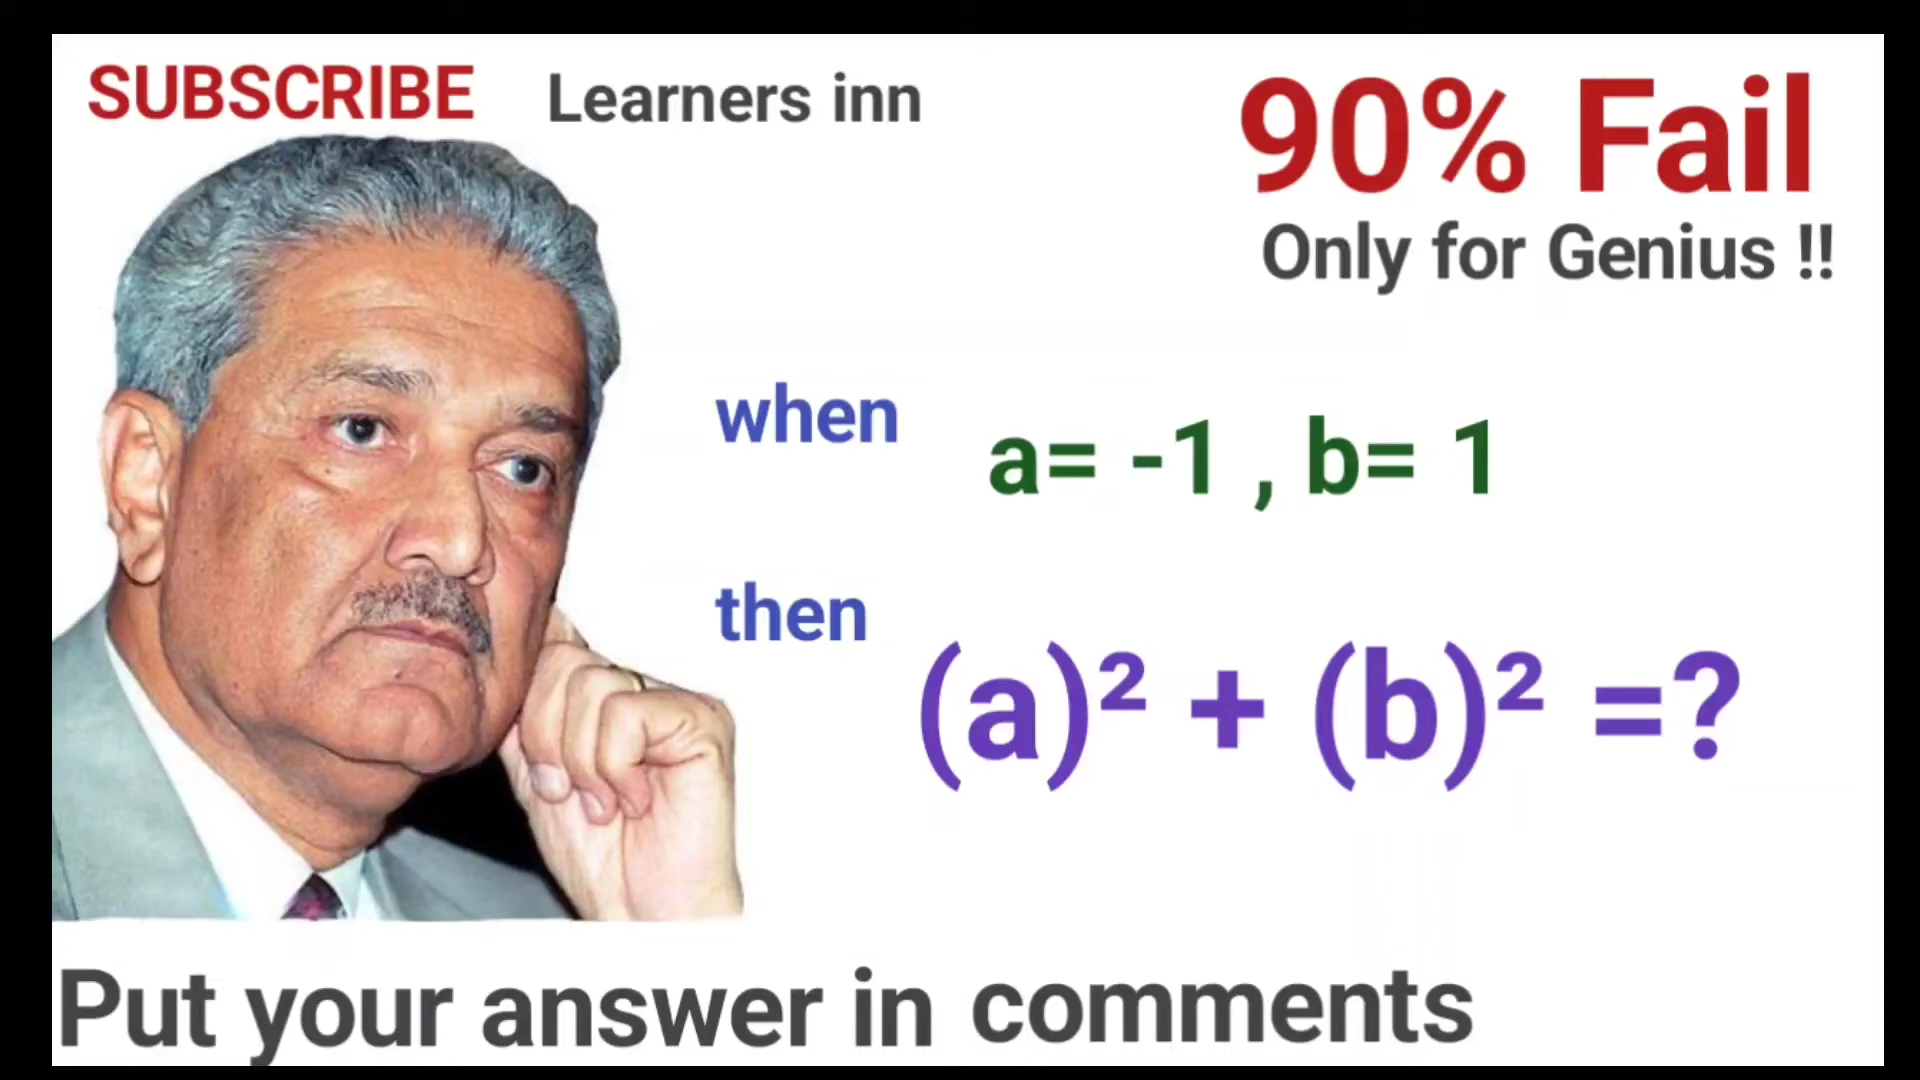 SUBSCRIBE Learners inn
90% Fail
Only for Genius !!
when a= -1 , b= 1
then
(a)² + (b)² =?
Put your answer in comments